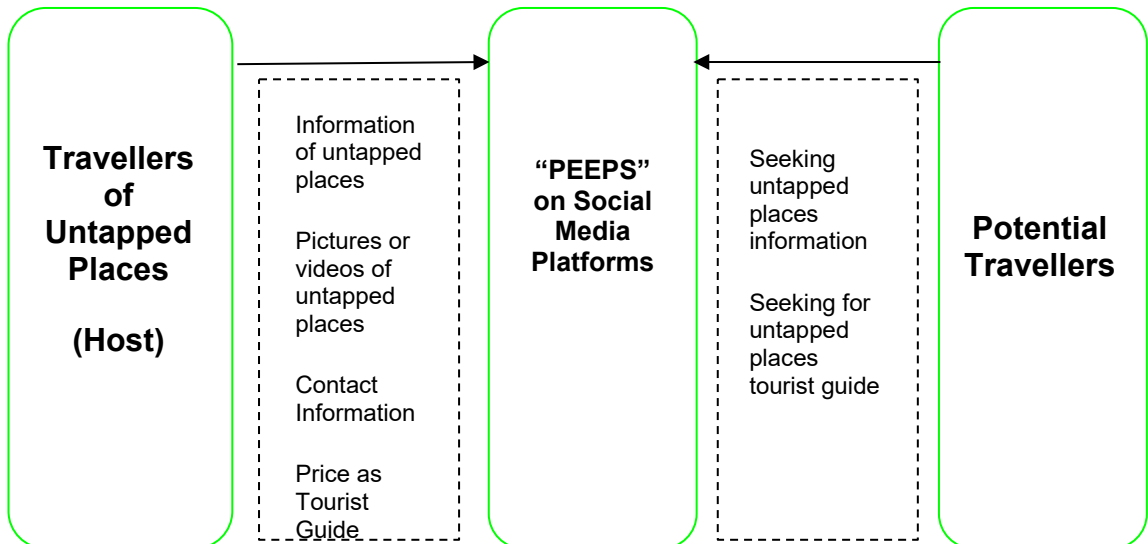 Travellers
of
Untapped
Places
(Host)
Information
of untapped
places
Pictures or
videos of
untapped
places
Contact
Information
Price as
Tourist
Guide
“PEEPS”
on Social
Media
Platforms
Seeking
untapped
places
information
Seeking for
untapped
places
tourist guide
Potential
Travellers